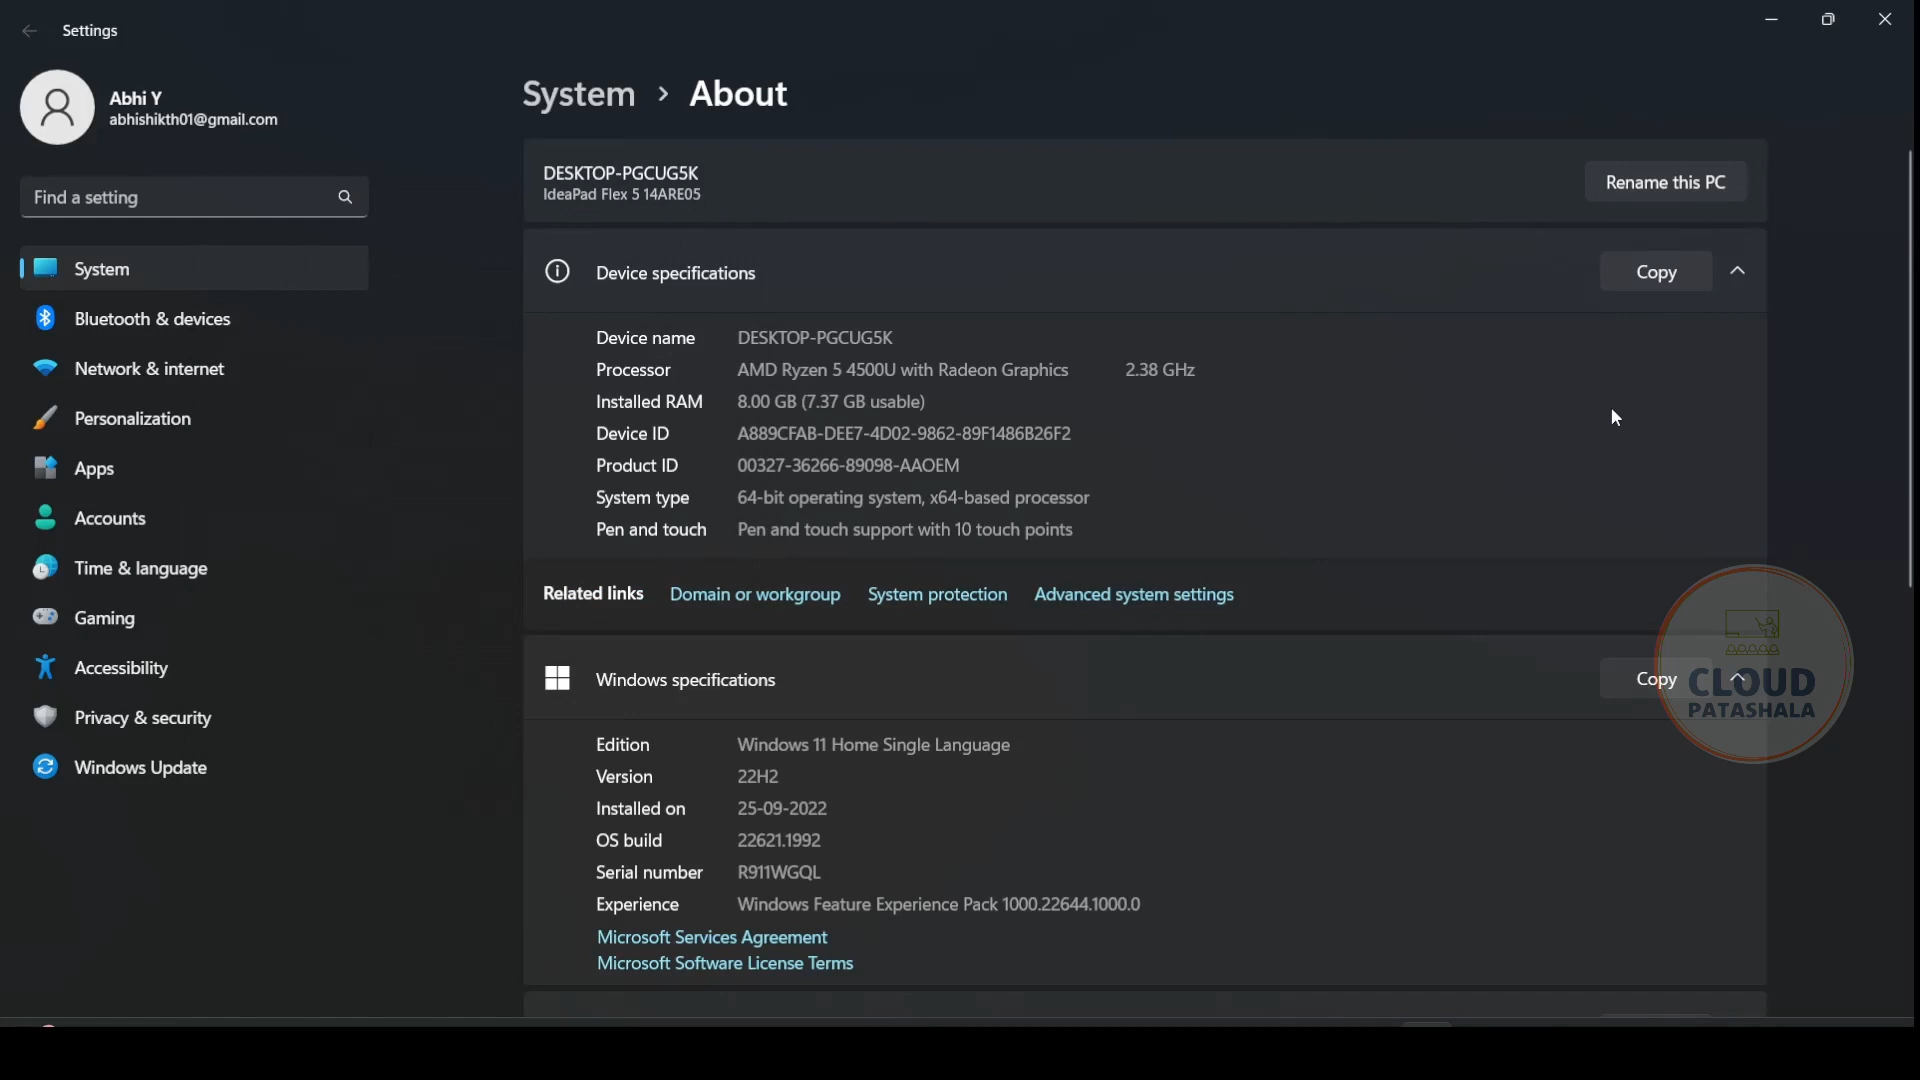 Settings
Abhi Y
abhishikth01@gmail.com
Find a setting
System
Bluetooth & devices
Network & internet
Personalization
Apps
Accounts
Time & language
Gaming
Accessibility
Privacy & security
Windows Update
System > About
DESKTOP-PGCUG5K
IdeaPad Flex 5 14ARE05
Rename this PC
Device specifications
Copy
Device name DESKTOP-PGCUG5K
Processor AMD Ryzen 5 4500U with Radeon Graphics 2.38 GHz
Installed RAM 8.00 GB (7.37 GB usable)
Device ID A889CFAB-DEE7-4D02-9862-89F1486B26F2
Product ID 00327-36266-89098-AAOEM
System type 64-bit operating system, x64-based processor
Pen and touch Pen and touch support with 10 touch points
Related links Domain or workgroup System protection Advanced system settings
Windows specifications
Copy
CLOUD
PATASHALA
Edition Windows 11 Home Single Language
Version 22H2
Installed on 25-09-2022
OS build 22621.1992
Serial number R911WGQL
Experience Windows Feature Experience Pack 1000.22644.1000.0
Microsoft Services Agreement
Microsoft Software License Terms